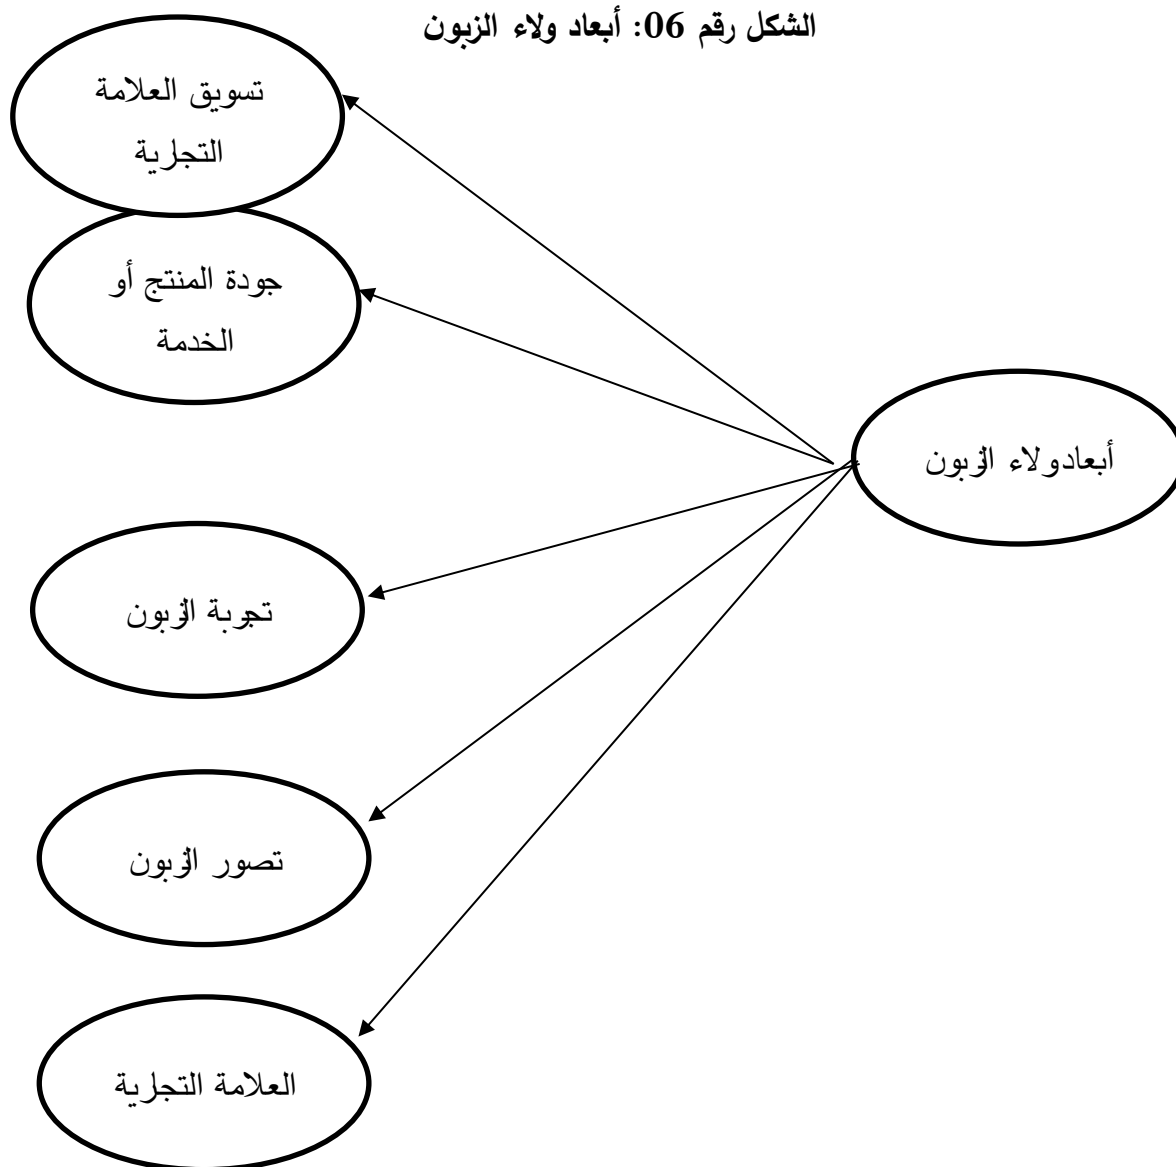 الشكل رقم 06: أبعاد ولاء الزبون
تسويق العلامة
التجارية
جودة المنتج أو
الخدمة
أبعادولاء الزبون
تجربة الزبون
تصور الزبون
العلامة التجارية